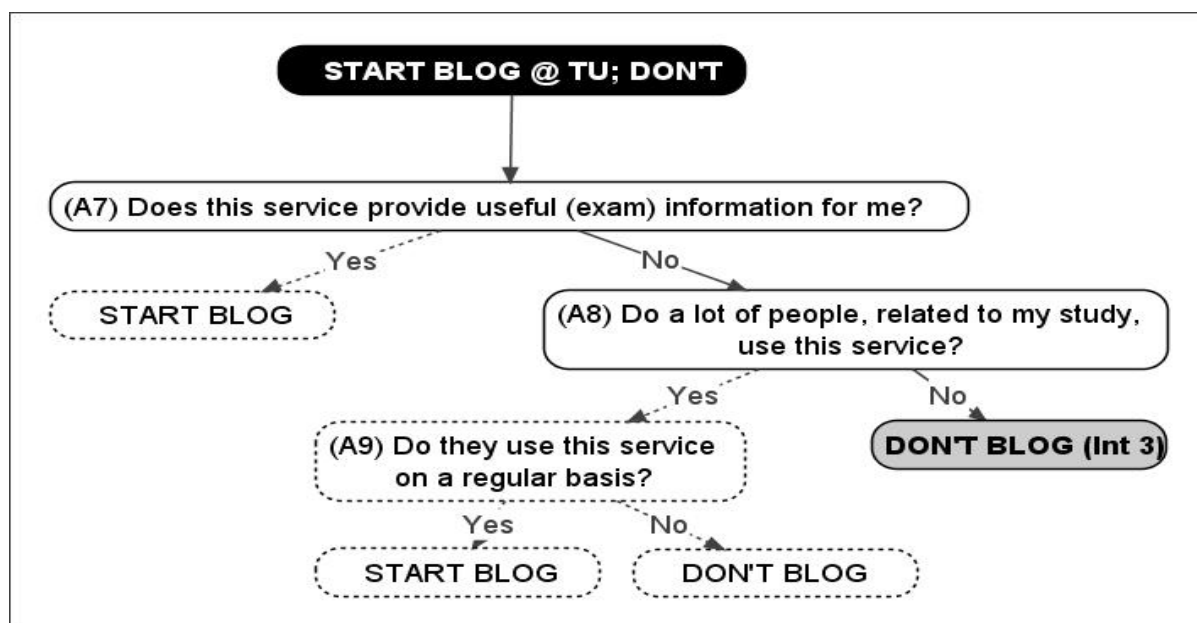 START BLOG @ TU; DON'T
(A7) Does this service provide useful (exam) information for me?
Yes
No
START BLOG
(A8) Do a lot of people, related to my study,
use this service?
Yes
No
(A9) Do they use this service
on a regular basis?
DON'T BLOG (Int 3)
Yes
No
START BLOG
DON'T BLOG